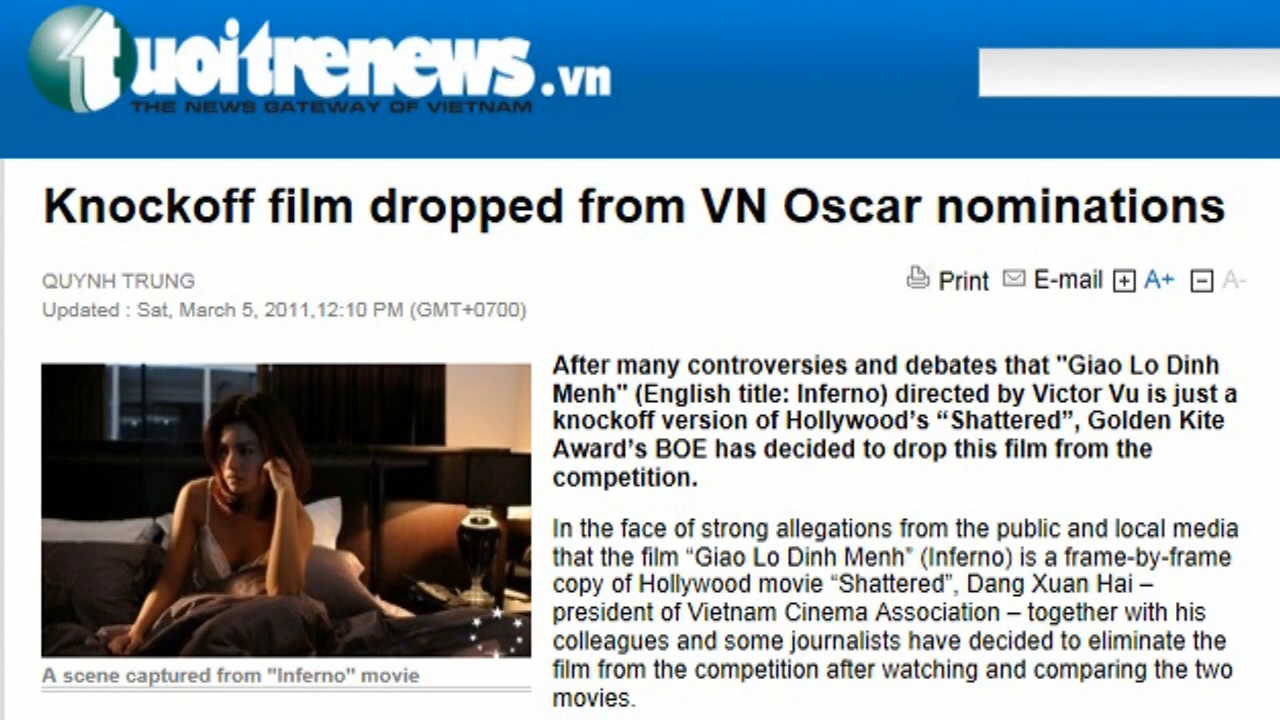 tuoitrenews.vn
THE NEWS GATEWAY OF VIETNAM
Knockoff film dropped from VN Oscar nominations
QUYNH TRUNG
Print E-mail + A+ − A-
Updated : Sat, March 5, 2011,12:10 PM (GMT+0700)
After many controversies and debates that "Giao Lo Dinh
Menh" (English title: Inferno) directed by Victor Vu is just a
knockoff version of Hollywood’s “Shattered”, Golden Kite
Award’s BOE has decided to drop this film from the
competition.
In the face of strong allegations from the public and local media
that the film “Giao Lo Dinh Menh” (Inferno) is a frame-by-frame
copy of Hollywood movie “Shattered”, Dang Xuan Hai –
president of Vietnam Cinema Association – together with his
colleagues and some journalists have decided to eliminate the
film from the competition after watching and comparing the two
movies.
A scene captured from "Inferno" movie